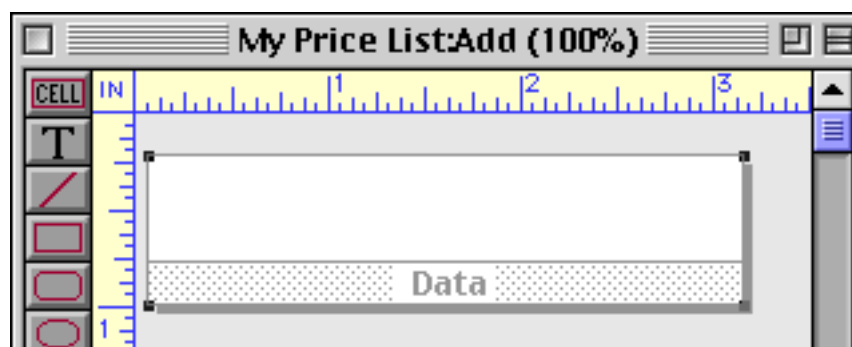 My Price List:Add (100%)
CELL IN 1 2 3
T
Data
1